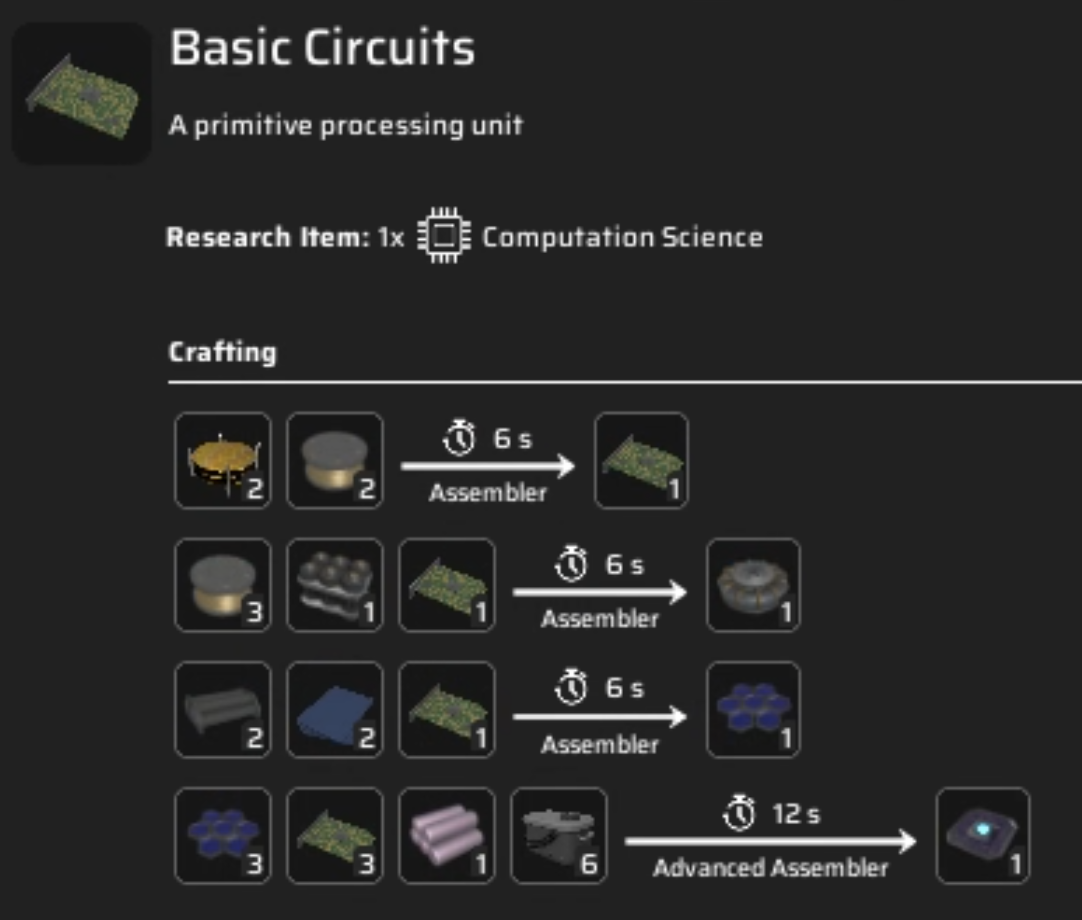 Basic Circuits
A primitive processing unit
Research Item: 1x Computation Science
Crafting
6 s
2 2 Assembler 1
6 s
3 1 1 Assembler 1
6 s
2 2 1 Assembler 1
12 s
3 3 1 6 Advanced Assembler 1